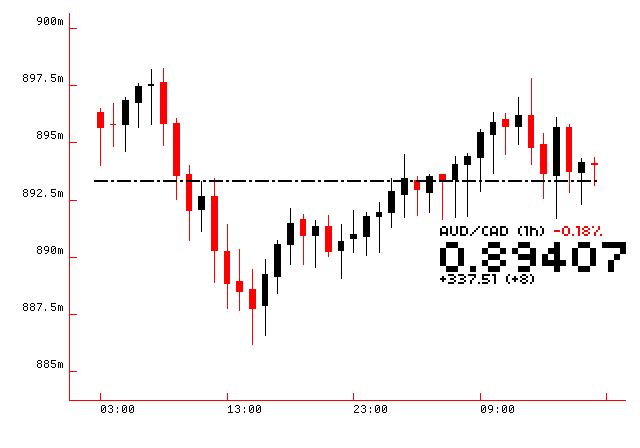 900m
897.5m
895m
892.5m
890m
887.5m
885m
AUD/CAD (1h) -0.18%
0.89407
+337.51 (+8)
03:00 13:00 23:00 09:00